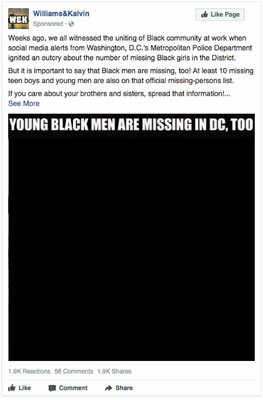 WEK
Williams&Kalvin
Sponsored ·
Like Page
Weeks ago, we all witnessed the uniting of Black community at work when
social media alerts from Washington, D.C.'s Metropolitan Police Department
ignited an outcry about the number of missing Black girls in the District.
But it is important to say that Black men are missing, too! At least 10 missing
teen boys and young men are also on that official missing-persons list.
If you care about your brothers and sisters, spread that information!...
See More
YOUNG BLACK MEN ARE MISSING IN DC, TOO
1.9K Reactions 58 Comments 1.9K Shares
Like Comment Share